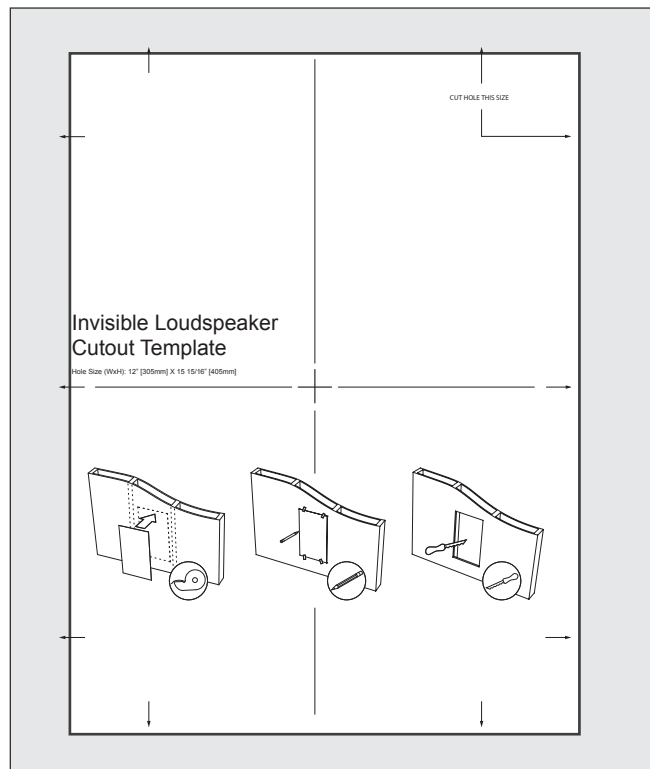 CUT HOLE THIS SIZE
Invisible Loudspeaker
Cutout Template
Hole Size (WxH): 12" [305mm] X 15 15/16" [405mm]